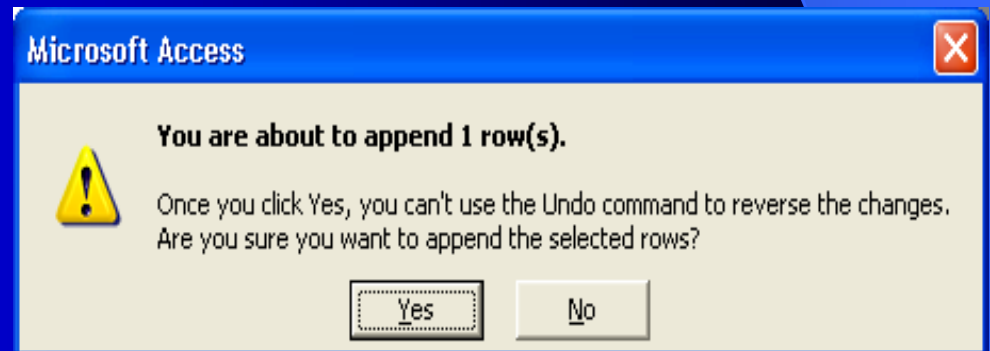 Microsoft Access
You are about to append 1 row(s).
Once you click Yes, you can't use the Undo command to reverse the changes.
Are you sure you want to append the selected rows?
Yes
No